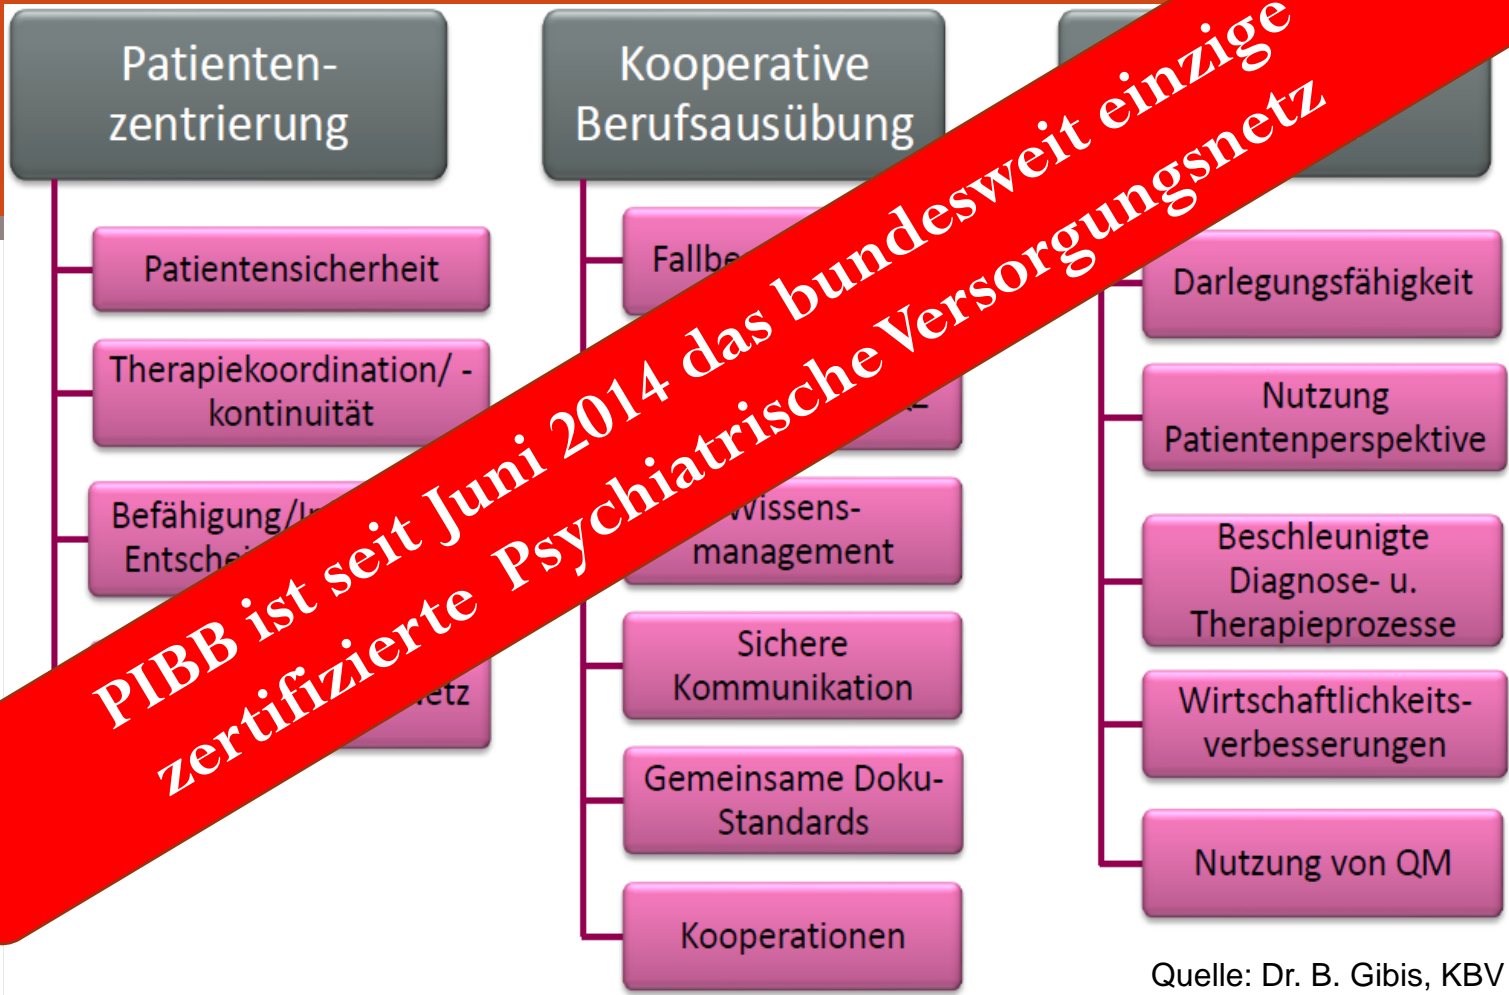 Patienten-
zentrierung
Patientensicherheit
Therapiekoordination/ -
kontinuität
Befähigung/
Kooperative
Berufsausübung
Wissens-
management
Sichere
Kommunikation
Gemeinsame Doku-
Standards
Kooperationen
Darlegungsfähigkeit
Nutzung
Patientenperspektive
Beschleunigte
Diagnose- u.
Therapieprozesse
Wirtschaftlichkeits-
verbesserungen
Nutzung von QM
PIBB ist seit Juni 2014 das bundesweit einzige
zertifizierte Psychiatrische Versorgungsnetz
Quelle: Dr. B. Gibis, KBV